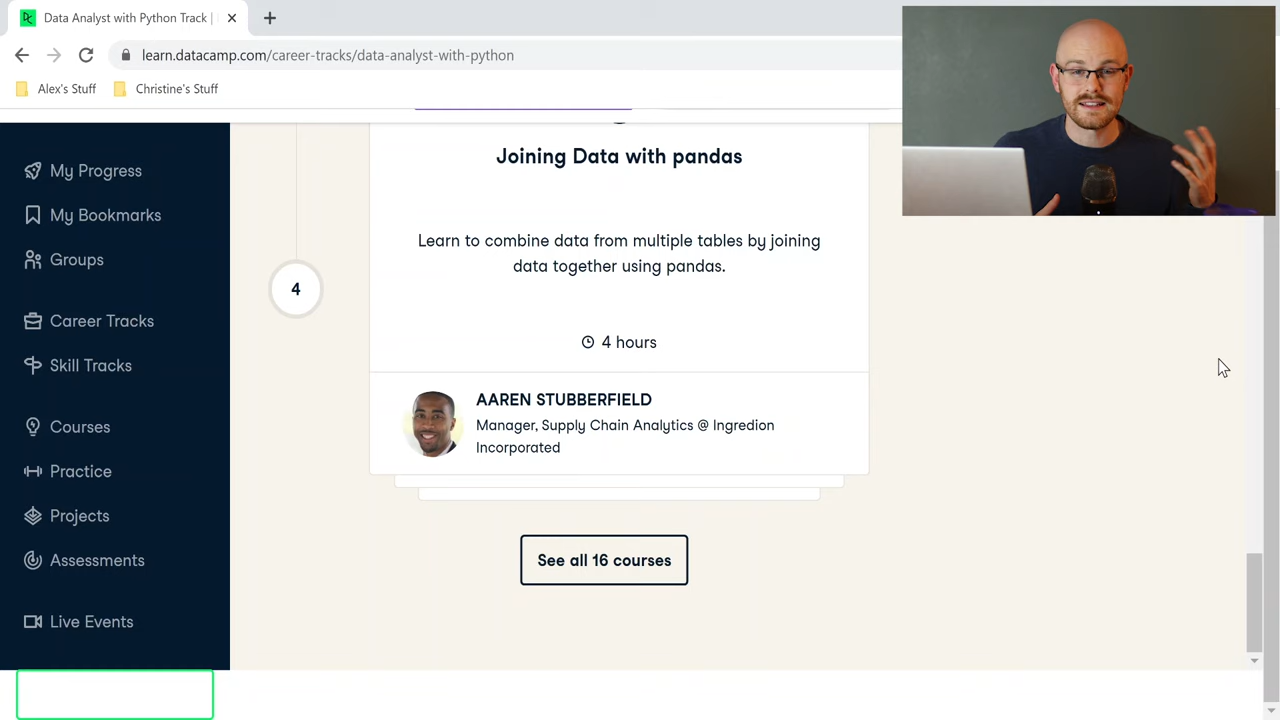 Data Analyst with Python Track |
learn.datacamp.com/career-tracks/data-analyst-with-python
Alex's Stuff
Christine's Stuff
My Progress
My Bookmarks
Groups
Career Tracks
Skill Tracks
Courses
Practice
Projects
Assessments
Live Events
4
Joining Data with pandas
Learn to combine data from multiple tables by joining
data together using pandas.
4 hours
AAREN STUBBERFIELD
Manager, Supply Chain Analytics @ Ingredion
Incorporated
See all 16 courses